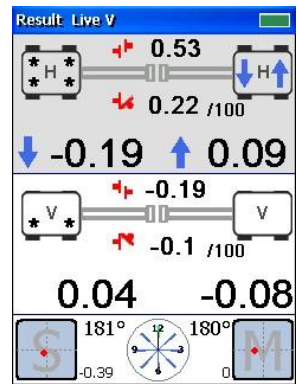 Result Live V
0.53
H H
0.22 /100
-0.19 0.09
-0.19
V V
-0.1 /100
0.04 -0.08
S 181° 12 3 6 9 180° M
-0.39 0